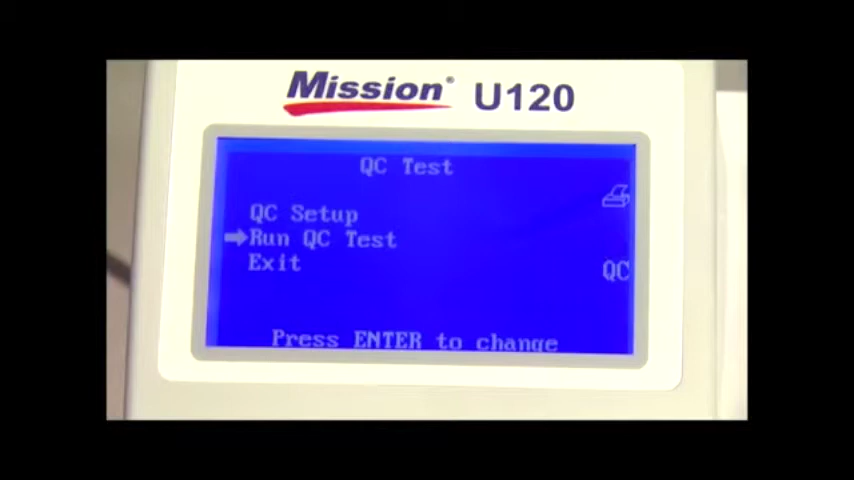 Mission® U120
QC Test
QC Setup
➡Run QC Test
Exit
QC
Press ENTER to change